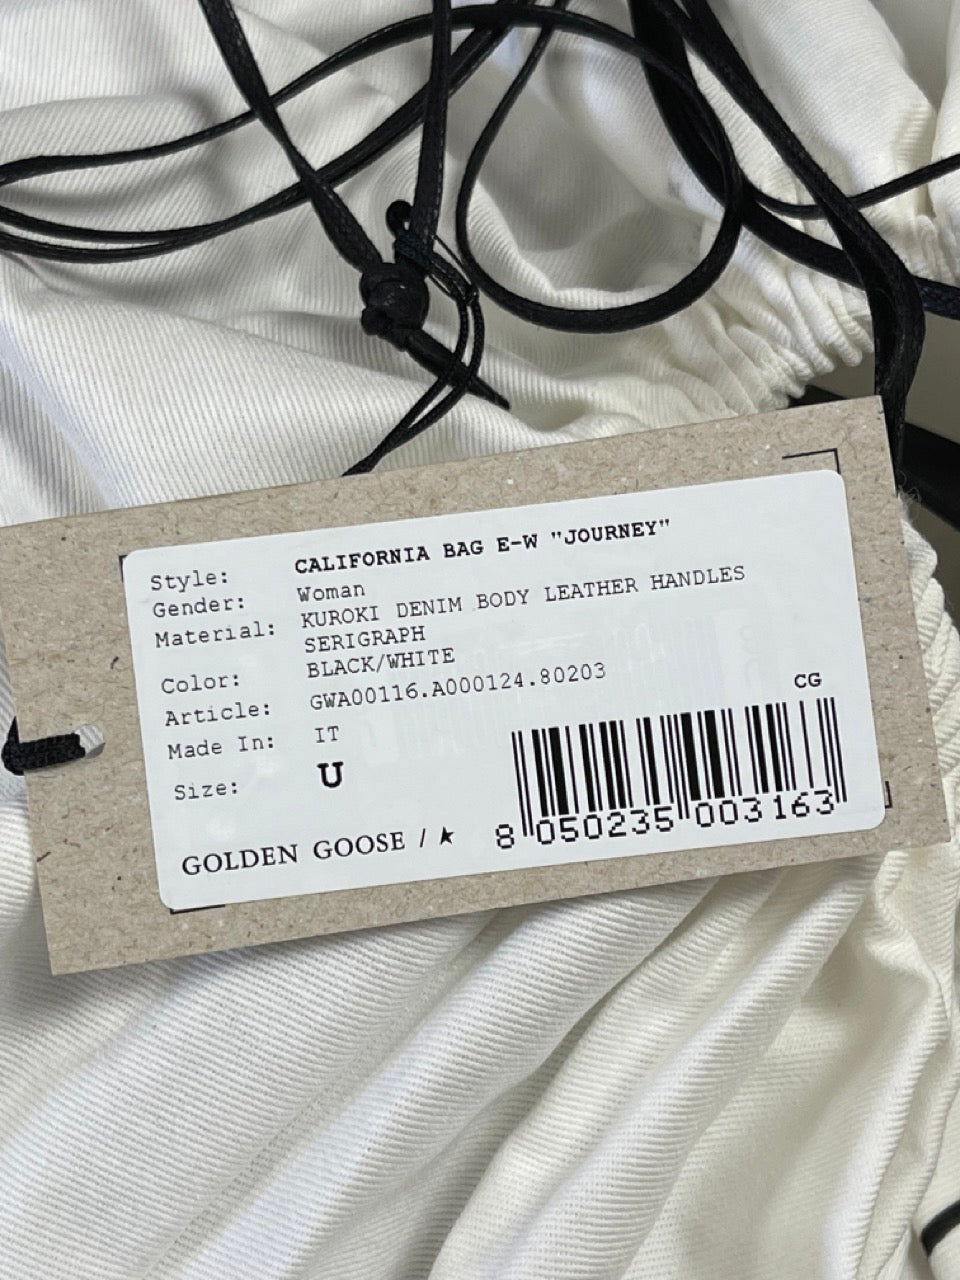 Style: CALIFORNIA BAG E-W "JOURNEY"
Gender: Woman
Material: KUROKI DENIM BODY LEATHER HANDLES
SERIGRAPH
Color: BLACK/WHITE
Article: GWA00116.A000124.80203
CG
Made In: IT
Size: U
8 050235 003163
GOLDEN GOOSE / ★